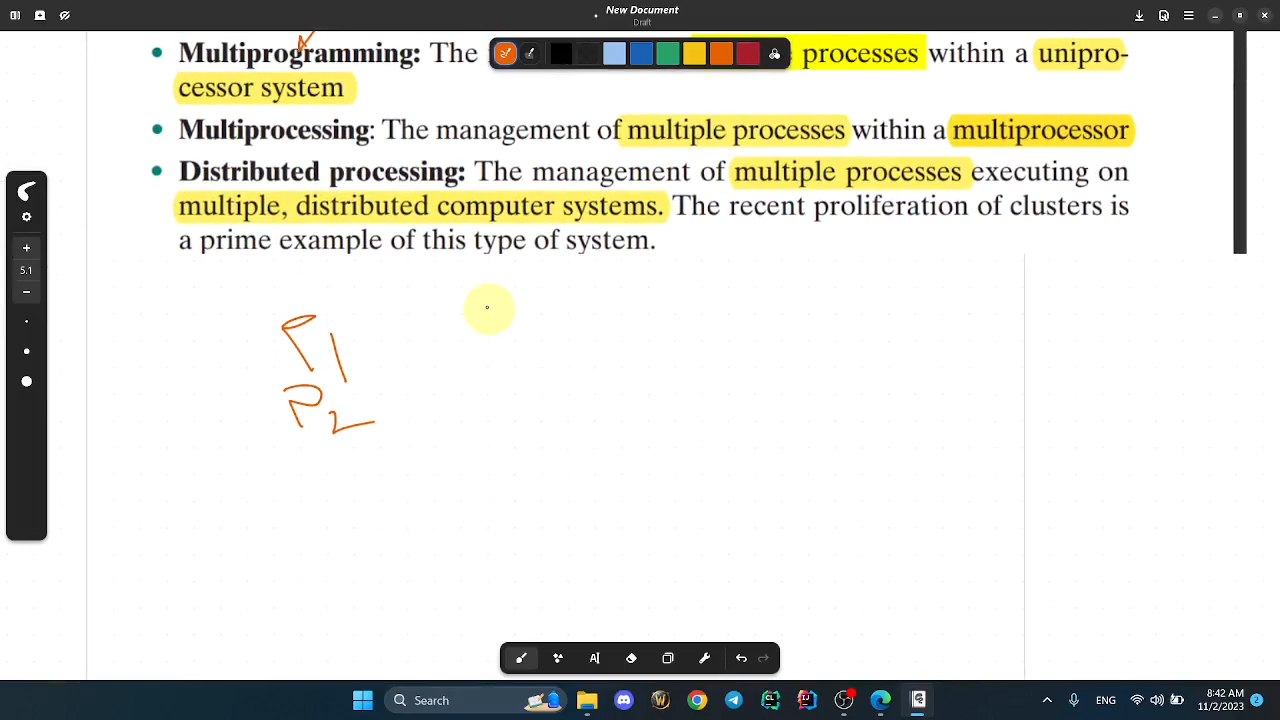 New Document
Draft
• Multiprogramming: The processes within a unipro-
cessor system
• Multiprocessing: The management of multiple processes within a multiprocessor
• Distributed processing: The management of multiple processes executing on
multiple, distributed computer systems. The recent proliferation of clusters is
a prime example of this type of system.
5.1
P1
P2
Search
ENG
8:42 AM
11/2/2023